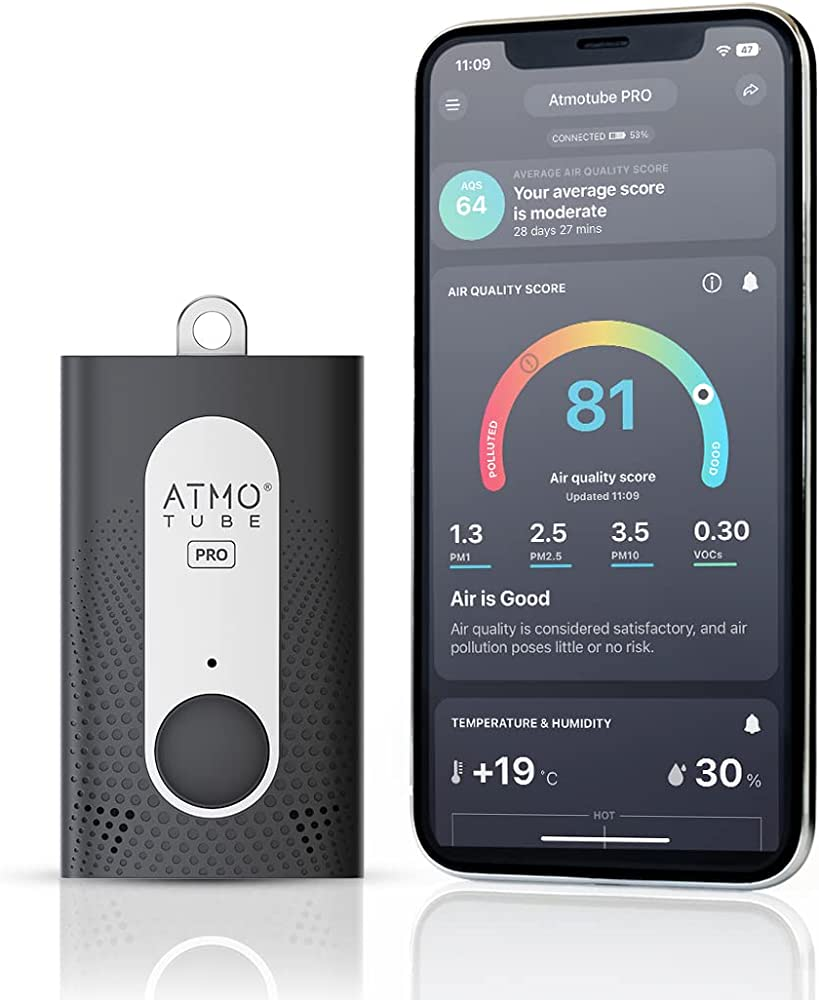 ATMO®
TUBE
PRO
11:09
47
Atmotube PRO
CONNECTED 53%
AQS
64
AVERAGE AIR QUALITY SCORE
Your average score
is moderate
28 days 27 mins
AIR QUALITY SCORE
POLLUTED
81
GOOD
Air quality score
Updated 11:09
1.3 2.5 3.5 0.30
PM1 PM2.5 PM10 VOCs
Air is Good
Air quality is considered satisfactory, and air
pollution poses little or no risk.
TEMPERATURE & HUMIDITY
+19 °C 30 %
HOT